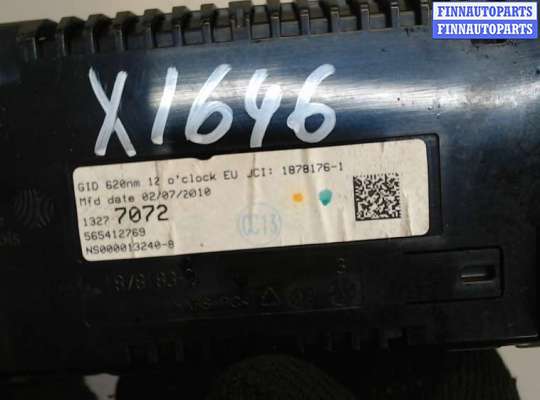 FINNAUTOPARTS
FINNAUTOPARTS
X1646
GID 620nm 12 o'clock EU JCI: 1878176-1
Mfd date 02/07/2010
1327 7072
565412769
NS000013240-B
CC13